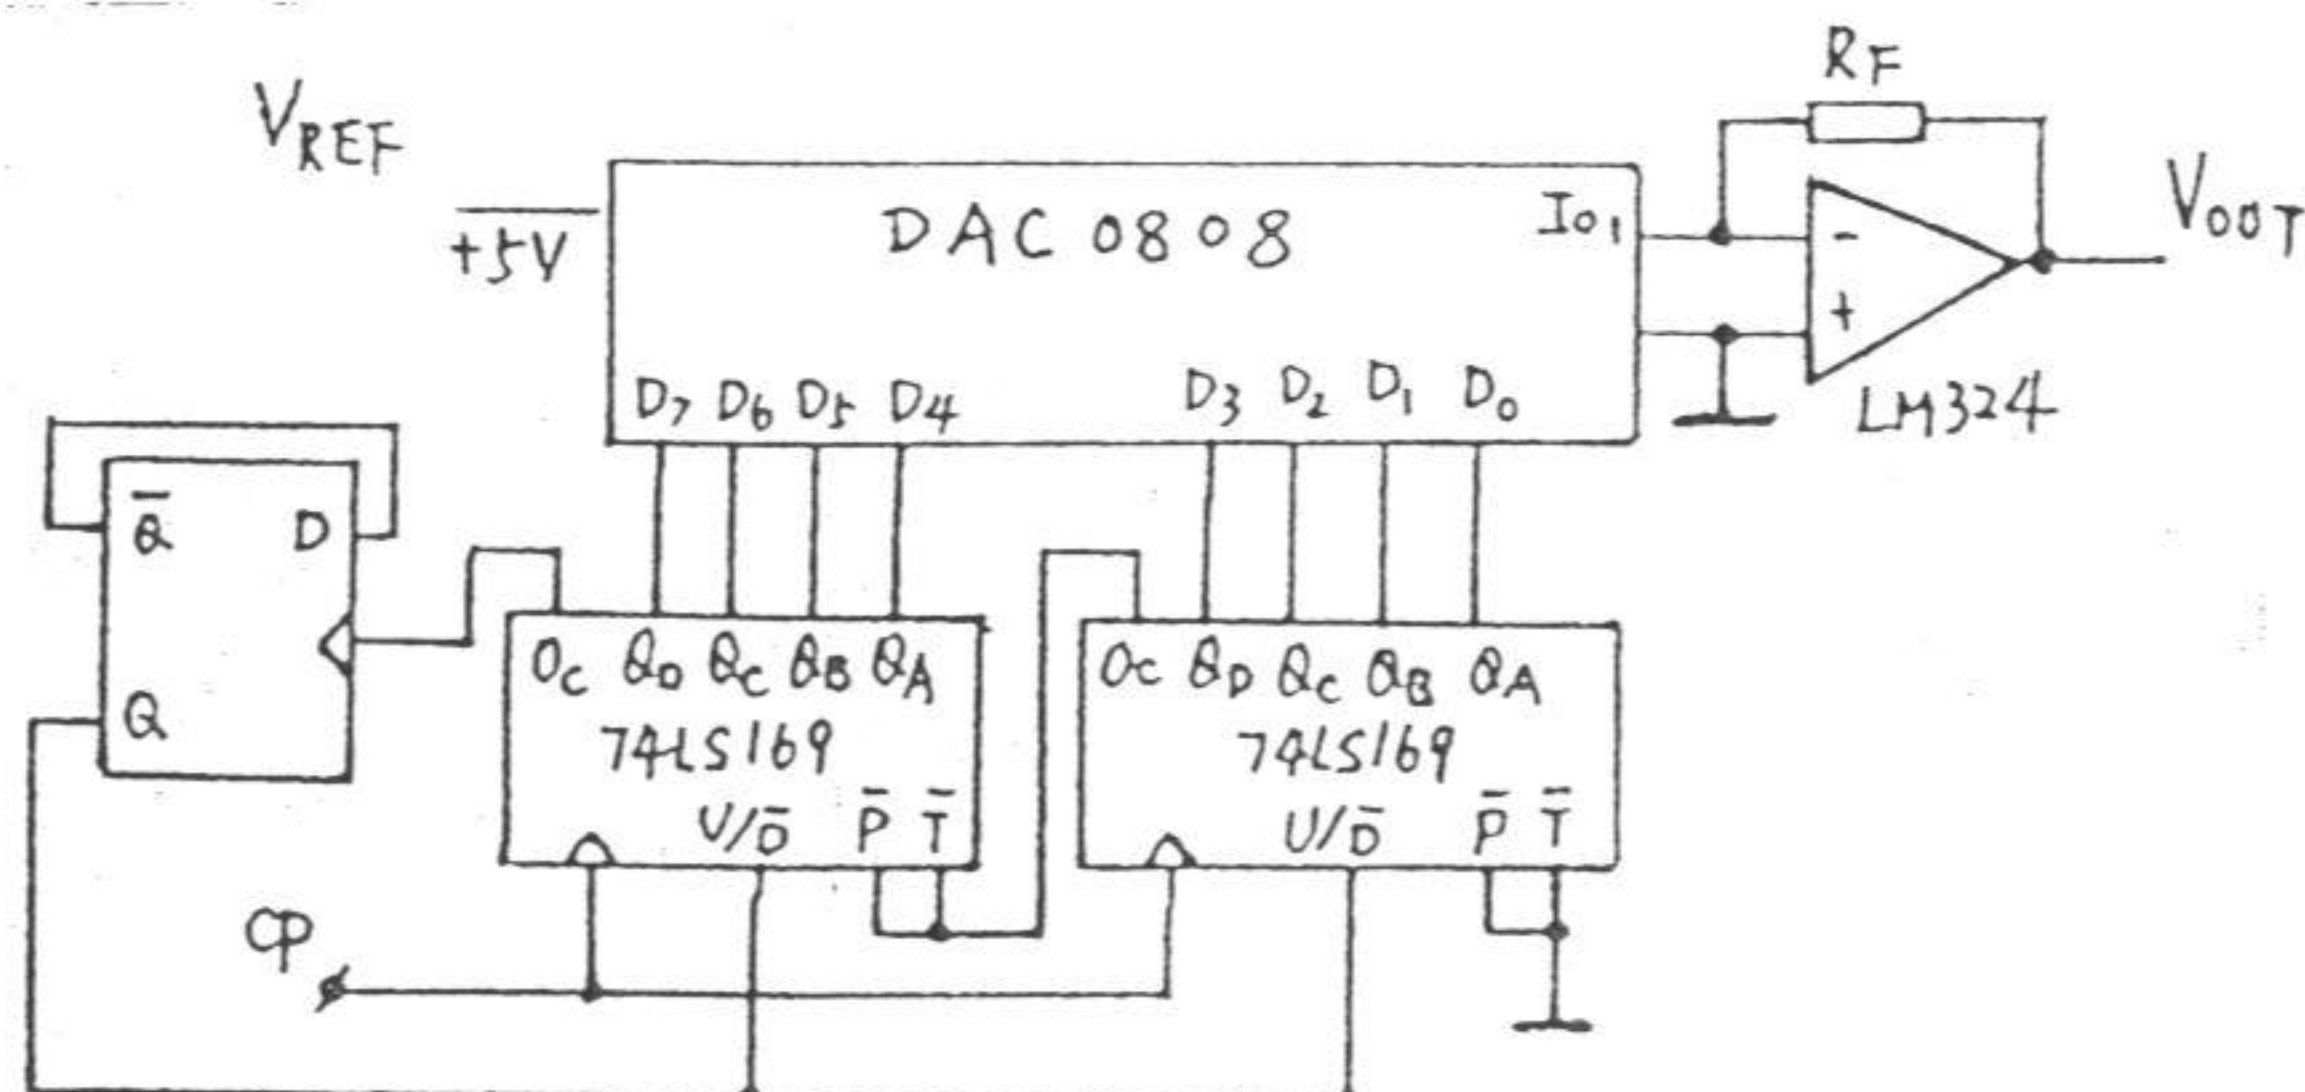 RF
VREF
+5V
DAC 0808
Io1
-
+
VOUT
LM324
D7 D6 D5 D4 D3 D2 D1 D0
Q̅ D
Q
Oc QD QC QB QA
74LS169
U/D̅ P̅ T̅
Oc QD QC QB QA
74LS169
U/D̅ P̅ T̅
CP